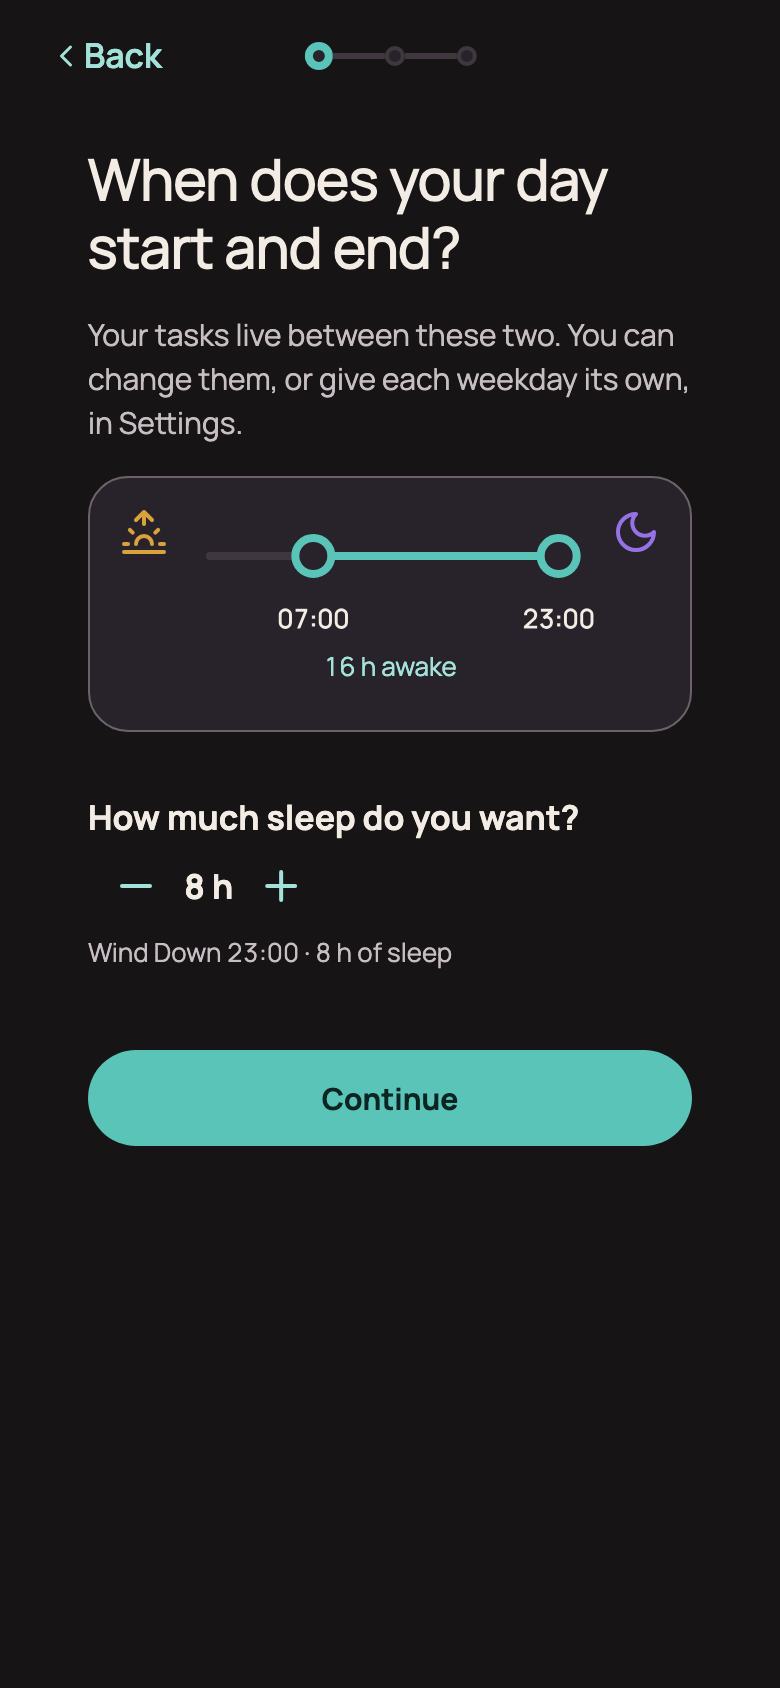 Back
When does your day
start and end?
Your tasks live between these two. You can
change them, or give each weekday its own,
in Settings.
07:00 23:00
16 h awake
How much sleep do you want?
8 h
Wind Down 23:00 · 8 h of sleep
Continue